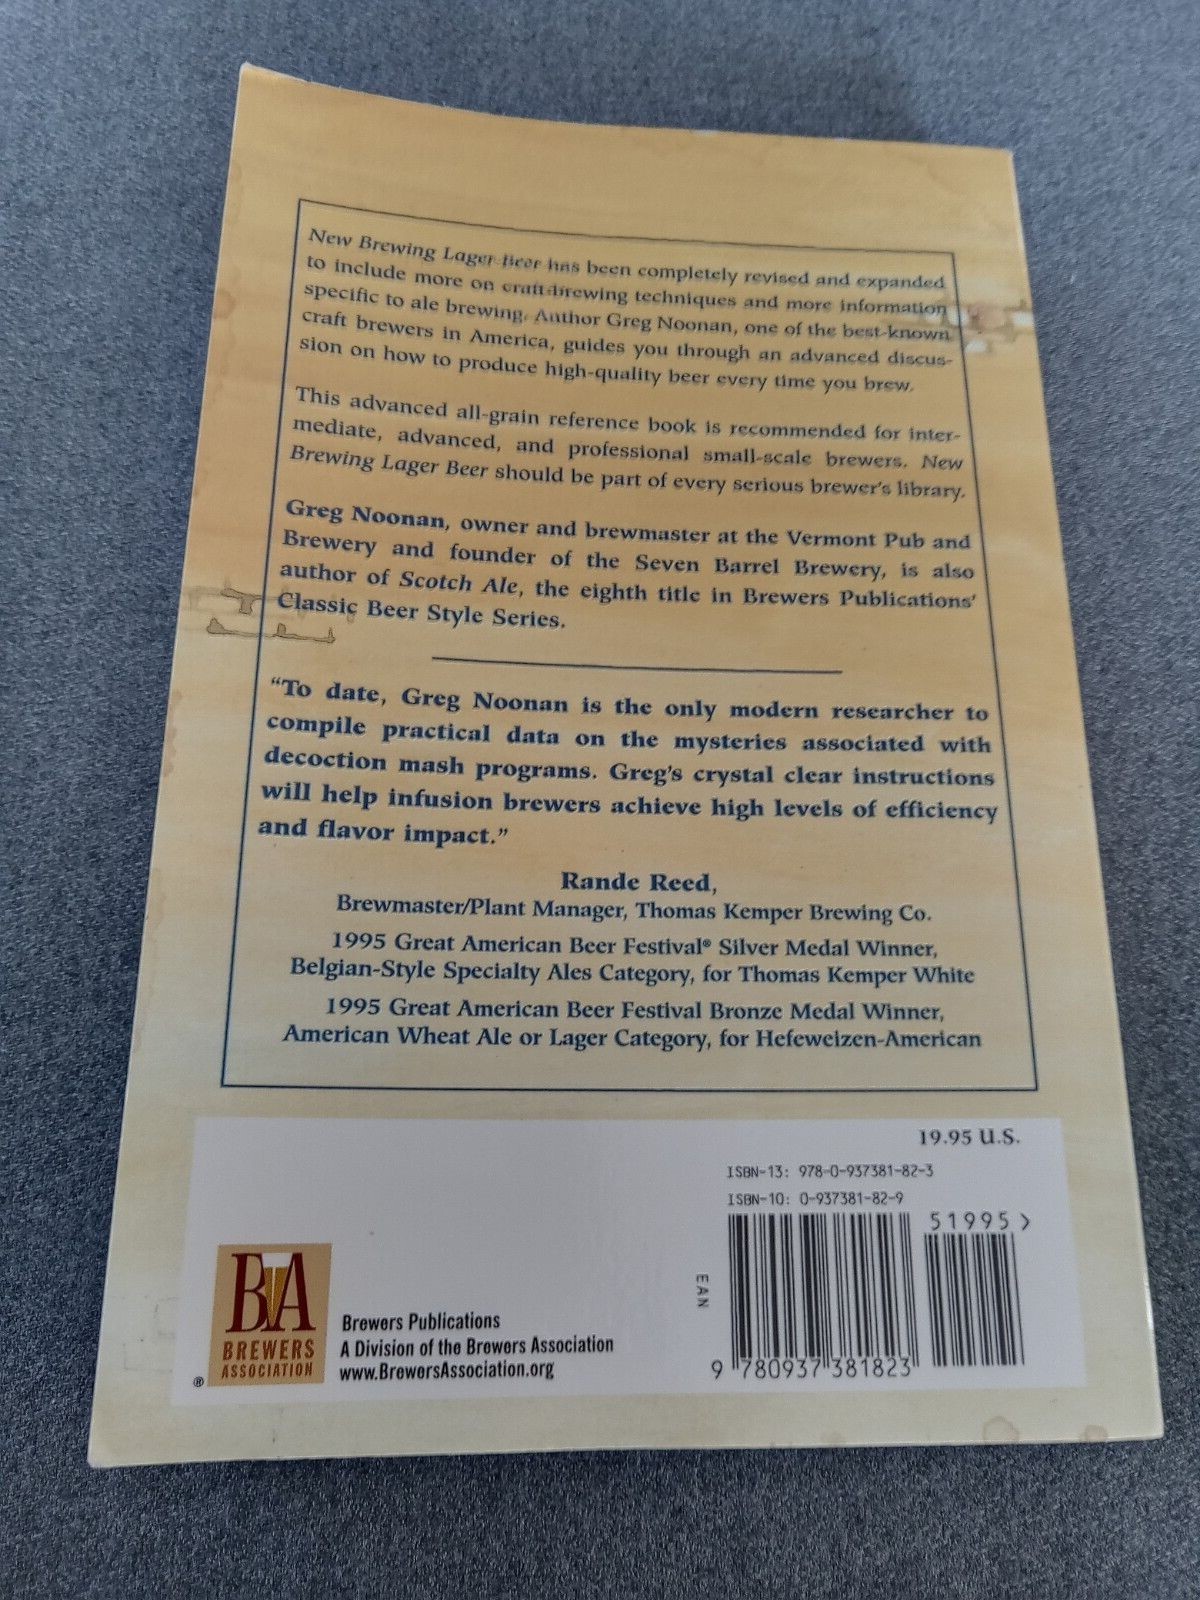 New Brewing Lager Beer has been completely revised and expanded
to include more on craft-brewing techniques and more information
specific to ale brewing. Author Greg Noonan, one of the best-known
craft brewers in America, guides you through an advanced discus-
sion on how to produce high-quality beer every time you brew.
This advanced all-grain reference book is recommended for inter-
mediate, advanced, and professional small-scale brewers. New
Brewing Lager Beer should be part of every serious brewer's library.
Greg Noonan, owner and brewmaster at the Vermont Pub and
Brewery and founder of the Seven Barrel Brewery, is also
author of Scotch Ale, the eighth title in Brewers Publications'
Classic Beer Style Series.
"To date, Greg Noonan is the only modern researcher to
compile practical data on the mysteries associated with
decoction mash programs. Greg's crystal clear instructions
will help infusion brewers achieve high levels of efficiency
and flavor impact."
Rande Reed,
Brewmaster/Plant Manager, Thomas Kemper Brewing Co.
1995 Great American Beer Festival® Silver Medal Winner,
Belgian-Style Specialty Ales Category, for Thomas Kemper White
1995 Great American Beer Festival Bronze Medal Winner,
American Wheat Ale or Lager Category, for Hefeweizen-American
19.95 U.S.
ISBN-13: 978-0-937381-82-3
ISBN-10: 0-937381-82-9
51995>
EAN
9 780937 381823
BA
BREWERS
ASSOCIATION
®
Brewers Publications
A Division of the Brewers Association
www.BrewersAssociation.org